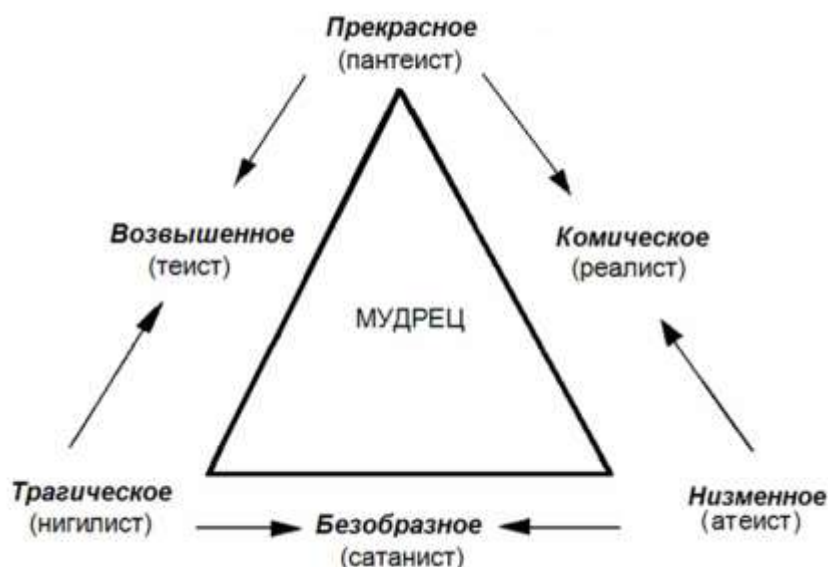 Прекрасное
(пантеист)
Возвышенное
(теист)
Комическое
(реалист)
МУДРЕЦ
Трагическое
(нигилист)
Безобразное
(сатанист)
Низменное
(атеист)